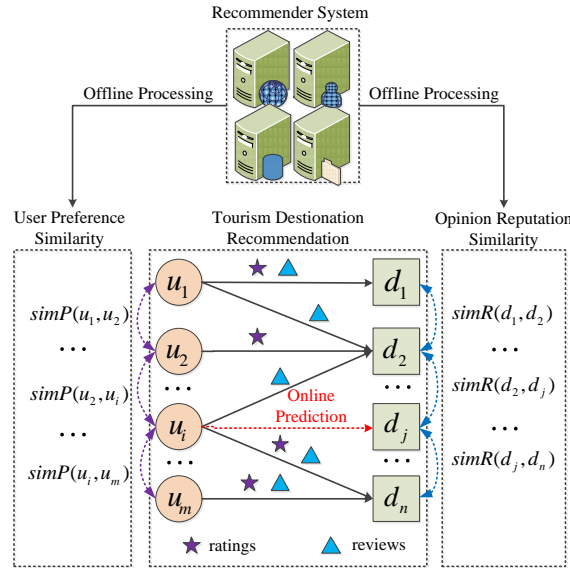 Recommender System
Offline Processing
Offline Processing
User Preference
Similarity
Tourism Destionation
Recommendation
Opinion Reputation
Similarity
u1
d1
simP(u1,u2)
simR(d1,d2)
...
...
u2
d2
...
...
simP(u2,ui)
simR(d2,dj)
Online
Prediction
ui
dj
...
...
...
...
simP(ui,um)
simR(dj,dn)
um
dn
ratings
reviews